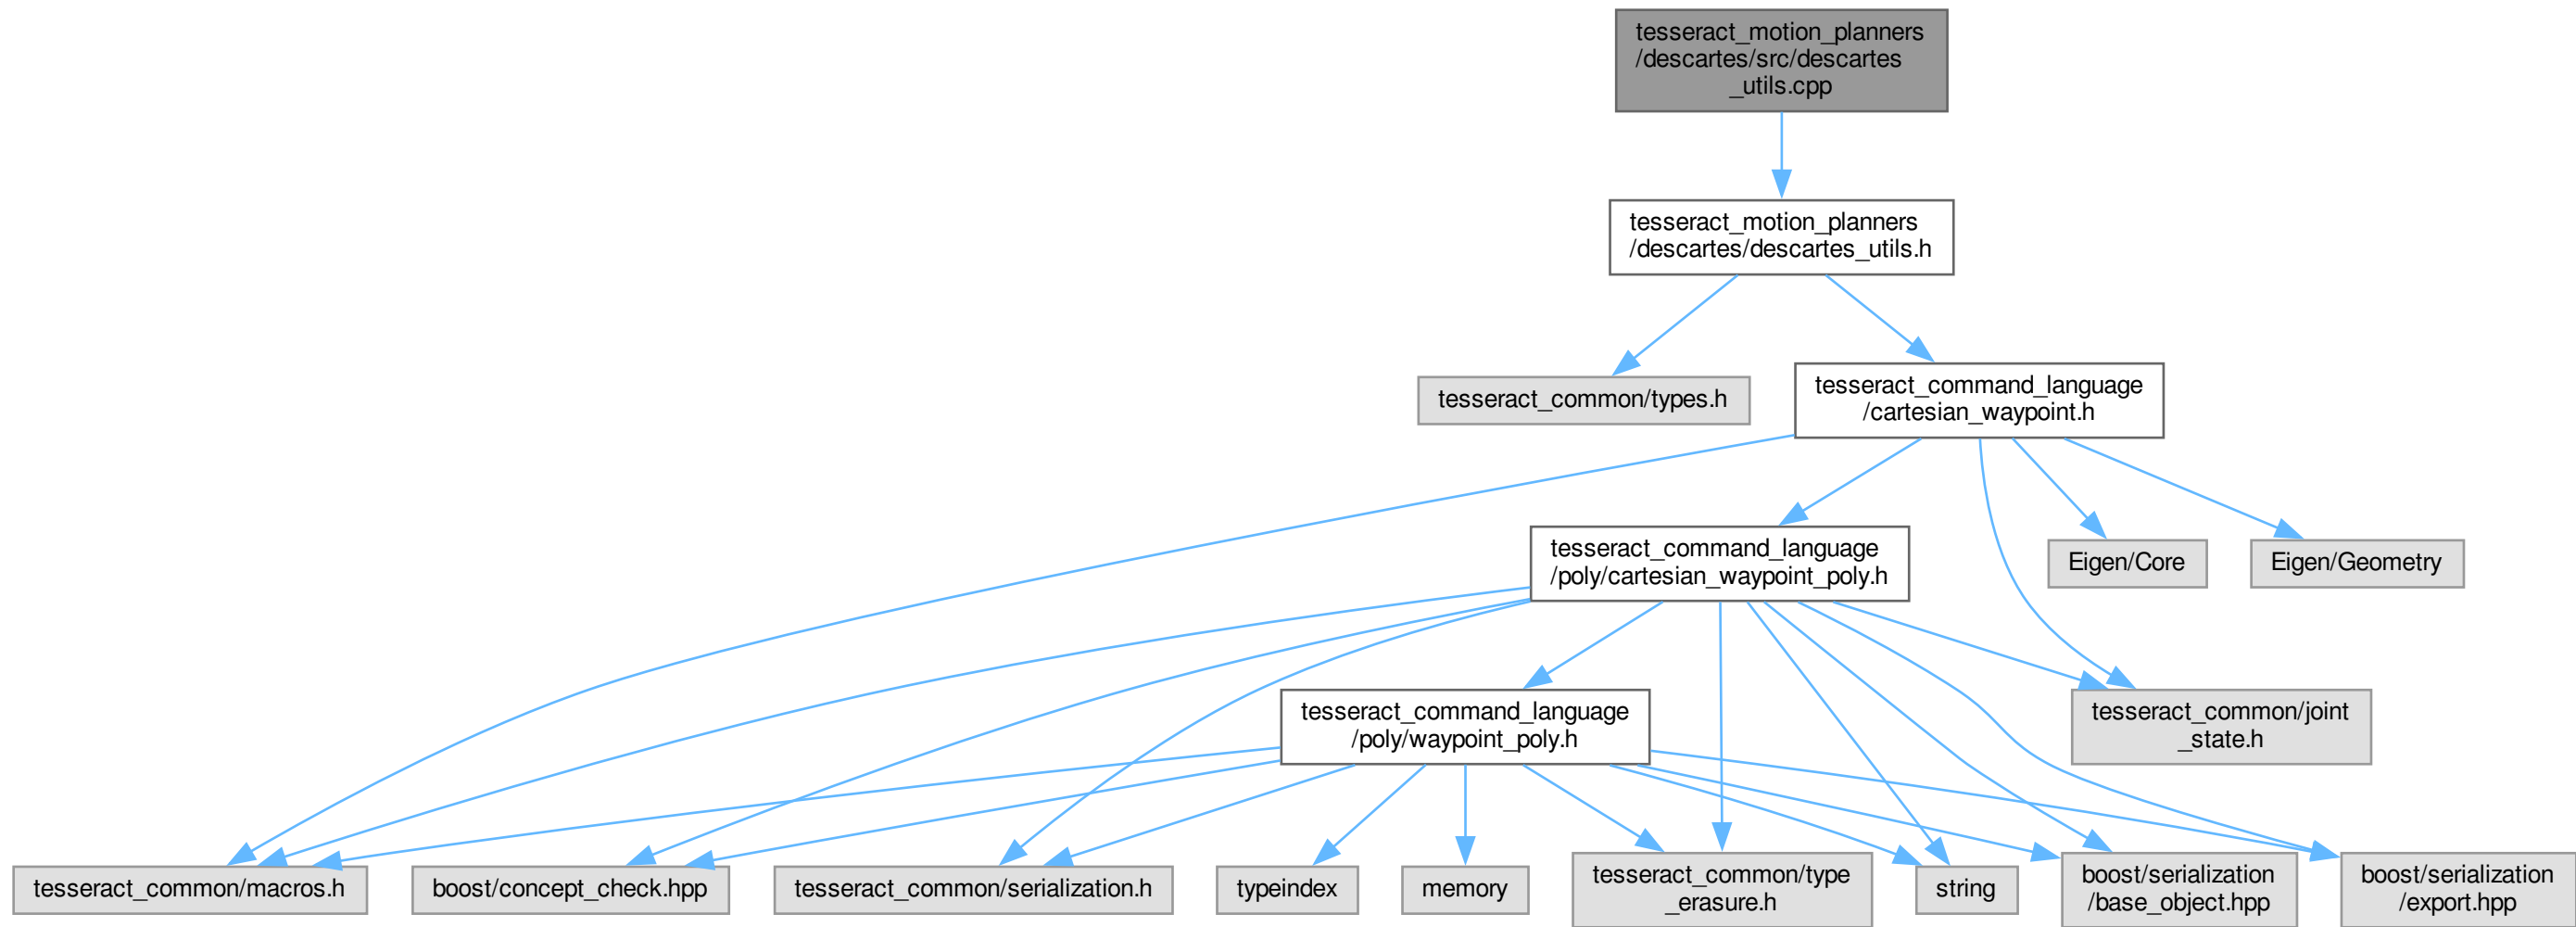 tesseract_motion_planners
/descartes/src/descartes
_utils.cpp
tesseract_motion_planners
/descartes/descartes_utils.h
tesseract_common/types.h
tesseract_command_language
/cartesian_waypoint.h
tesseract_command_language
/poly/cartesian_waypoint_poly.h
Eigen/Core
Eigen/Geometry
tesseract_command_language
/poly/waypoint_poly.h
tesseract_common/joint
_state.h
tesseract_common/macros.h
boost/concept_check.hpp
tesseract_common/serialization.h
typeindex
memory
tesseract_common/type
_erasure.h
string
boost/serialization
/base_object.hpp
boost/serialization
/export.hpp